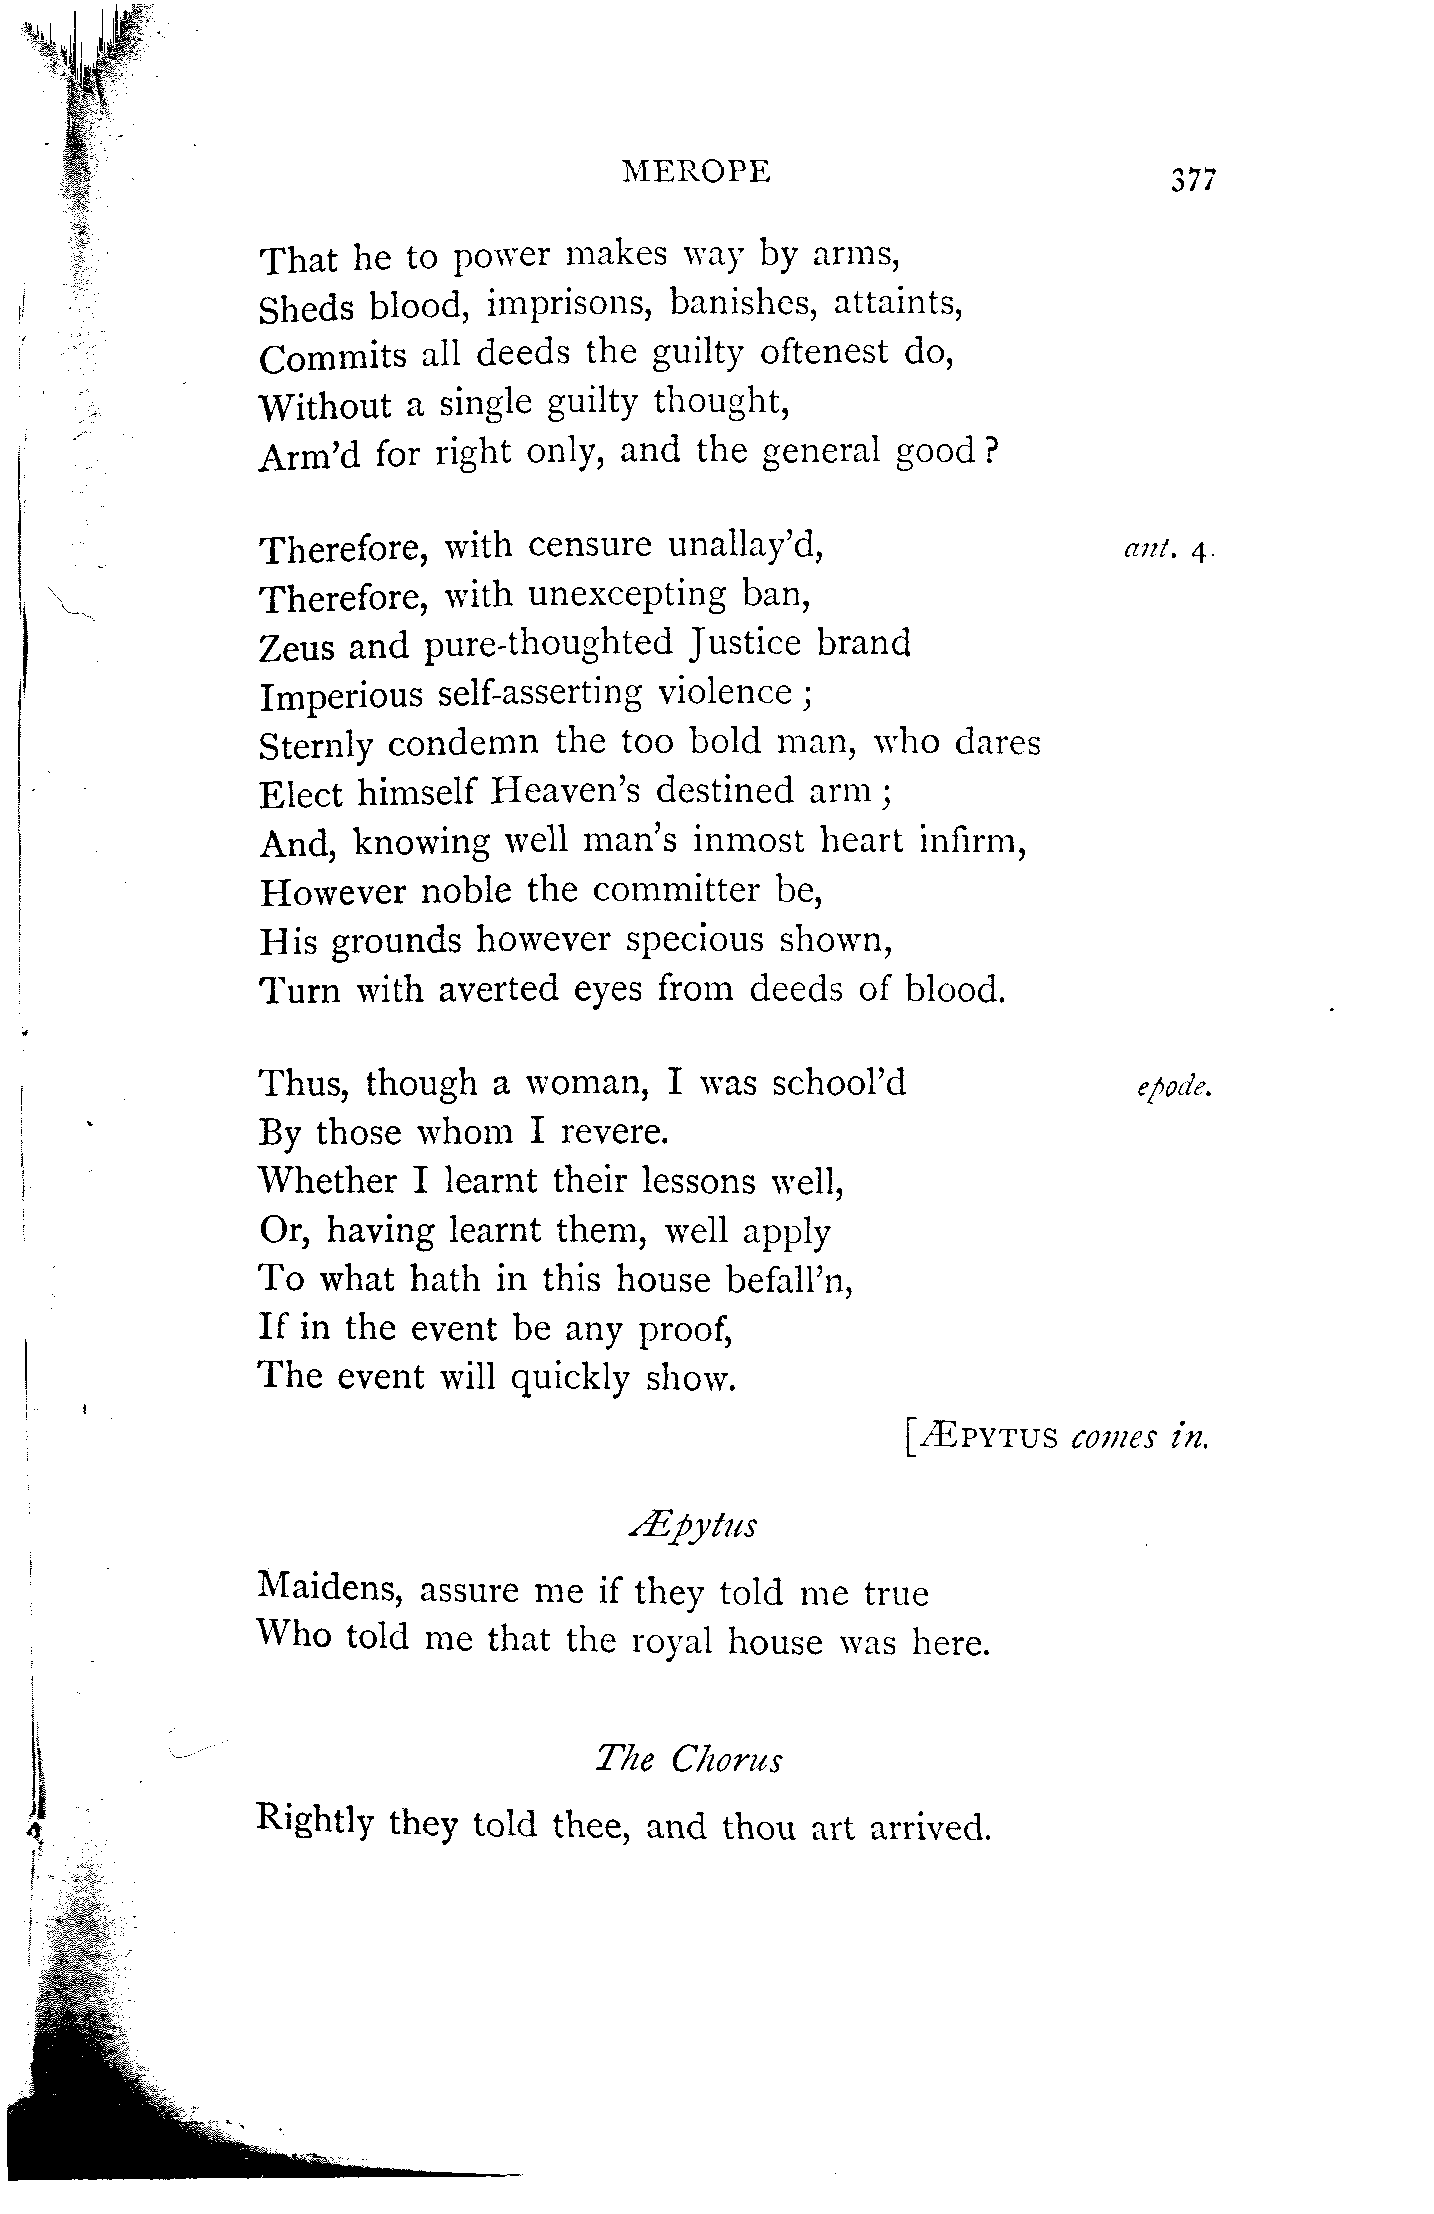 MEROPE 377
That he to power makes way by arms,
Sheds blood, imprisons, banishes, attaints,
Commits all deeds the guilty oftenest do,
Without a single guilty thought,
Arm'd for right only, and the general good?
Therefore, with censure unallay'd, ant. 4.
Therefore, with unexcepting ban,
Zeus and pure-thoughted Justice brand
Imperious self-asserting violence;
Sternly condemn the too bold man, who dares
Elect himself Heaven's destined arm;
And, knowing well man's inmost heart infirm,
However noble the committer be,
His grounds however specious shown,
Turn with averted eyes from deeds of blood.
Thus, though a woman, I was school'd epode.
By those whom I revere.
Whether I learnt their lessons well,
Or, having learnt them, well apply
To what hath in this house befall'n,
If in the event be any proof,
The event will quickly show.
[ÆPYTUS comes in.
Æpytus
Maidens, assure me if they told me true
Who told me that the royal house was here.
The Chorus
Rightly they told thee, and thou art arrived.